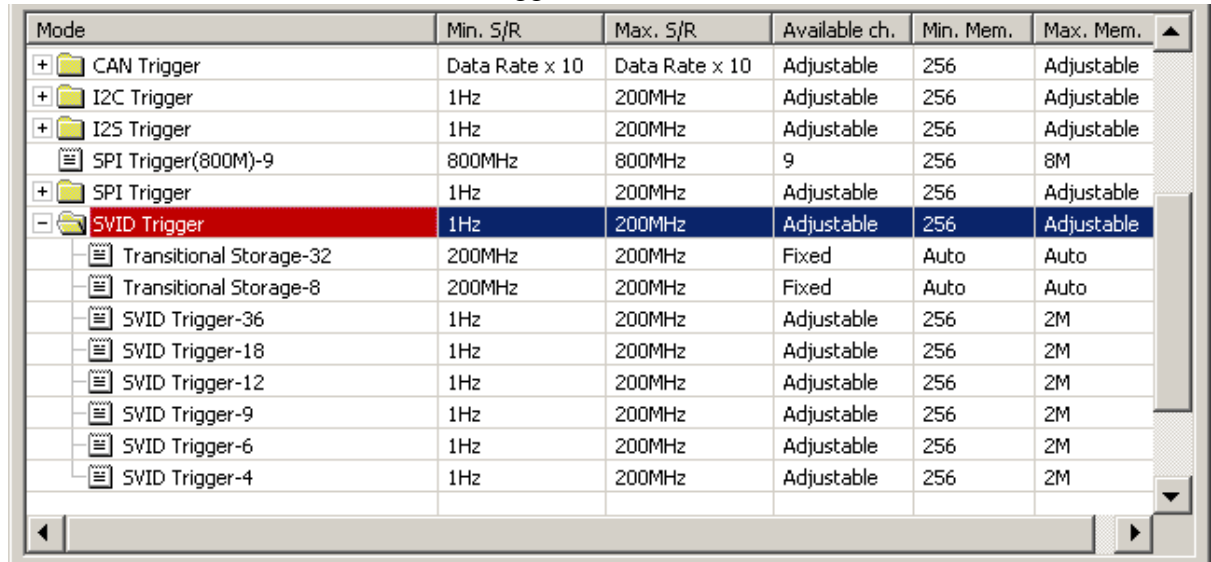 Mode Min. S/R Max. S/R Available ch. Min. Mem. Max. Mem.
CAN Trigger Data Rate x 10 Data Rate x 10 Adjustable 256 Adjustable
I2C Trigger 1Hz 200MHz Adjustable 256 Adjustable
I2S Trigger 1Hz 200MHz Adjustable 256 Adjustable
SPI Trigger(800M)-9 800MHz 800MHz 9 256 8M
SPI Trigger 1Hz 200MHz Adjustable 256 Adjustable
SVID Trigger 1Hz 200MHz Adjustable 256 Adjustable
Transitional Storage-32 200MHz 200MHz Fixed Auto Auto
Transitional Storage-8 200MHz 200MHz Fixed Auto Auto
SVID Trigger-36 1Hz 200MHz Adjustable 256 2M
SVID Trigger-18 1Hz 200MHz Adjustable 256 2M
SVID Trigger-12 1Hz 200MHz Adjustable 256 2M
SVID Trigger-9 1Hz 200MHz Adjustable 256 2M
SVID Trigger-6 1Hz 200MHz Adjustable 256 2M
SVID Trigger-4 1Hz 200MHz Adjustable 256 2M